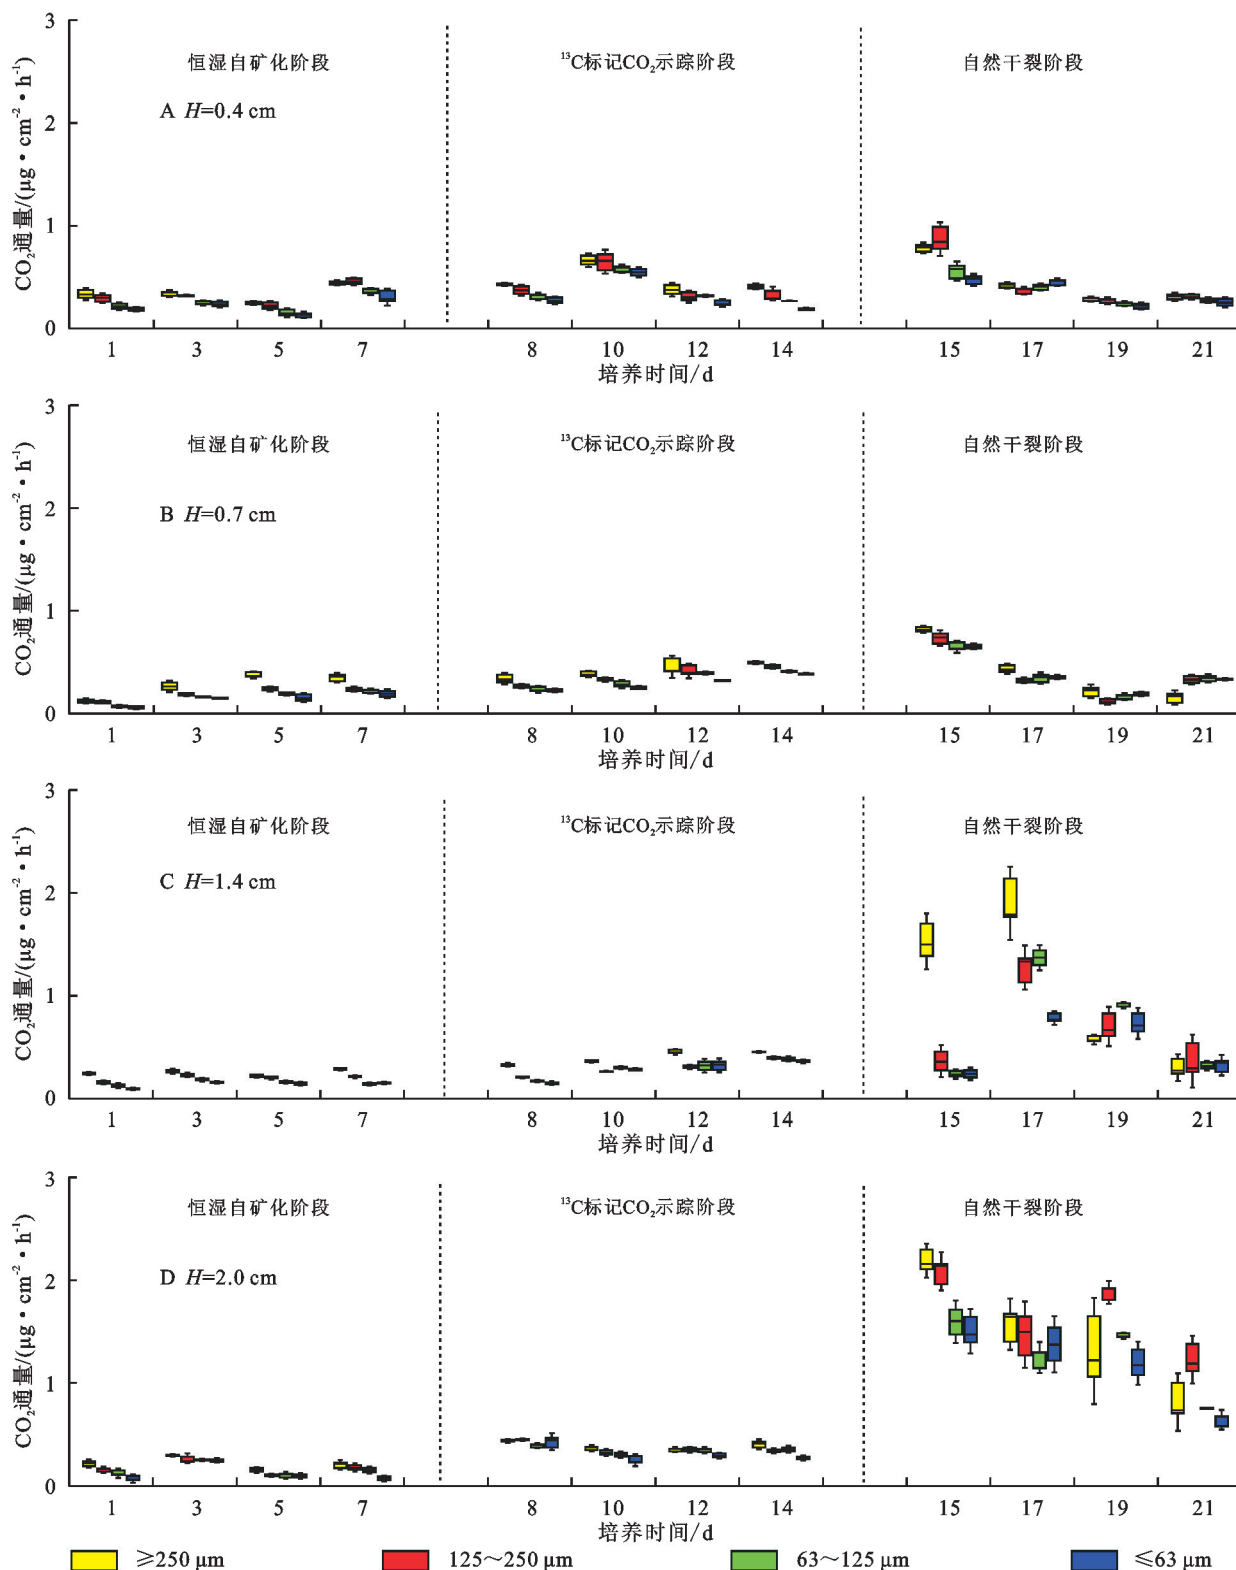 3
恒湿自矿化阶段
¹³C标记CO₂示踪阶段
自然干裂阶段
A H=0.4 cm
2
1
0
CO₂通量/(μg·cm⁻²·h⁻¹)
1 3 5 7 8 10 12 14 15 17 19 21
培养时间/d
3
恒湿自矿化阶段
¹³C标记CO₂示踪阶段
自然干裂阶段
2
B H=0.7 cm
1
0
CO₂通量/(μg·cm⁻²·h⁻¹)
1 3 5 7 8 10 12 14 15 17 19 21
培养时间/d
3
恒湿自矿化阶段
¹³C标记CO₂示踪阶段
自然干裂阶段
C H=1.4 cm
2
1
0
CO₂通量/(μg·cm⁻²·h⁻¹)
1 3 5 7 8 10 12 14 15 17 19 21
培养时间/d
3
恒湿自矿化阶段
¹³C标记CO₂示踪阶段
自然干裂阶段
D H=2.0 cm
2
1
0
CO₂通量/(μg·cm⁻²·h⁻¹)
1 3 5 7 8 10 12 14 15 17 19 21
培养时间/d
≥250 μm
125～250 μm
63～125 μm
≤63 μm